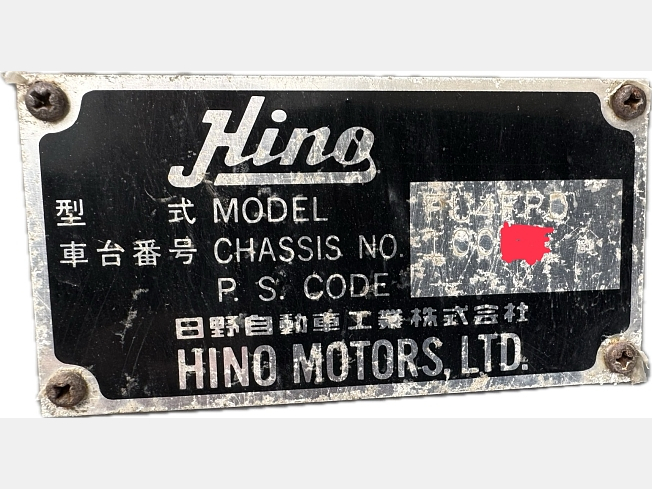 Hino
型 式 MODEL RU4FPD
車台番号 CHASSIS NO.
P. S. CODE
日野自動車工業株式会社
HINO MOTORS, LTD.